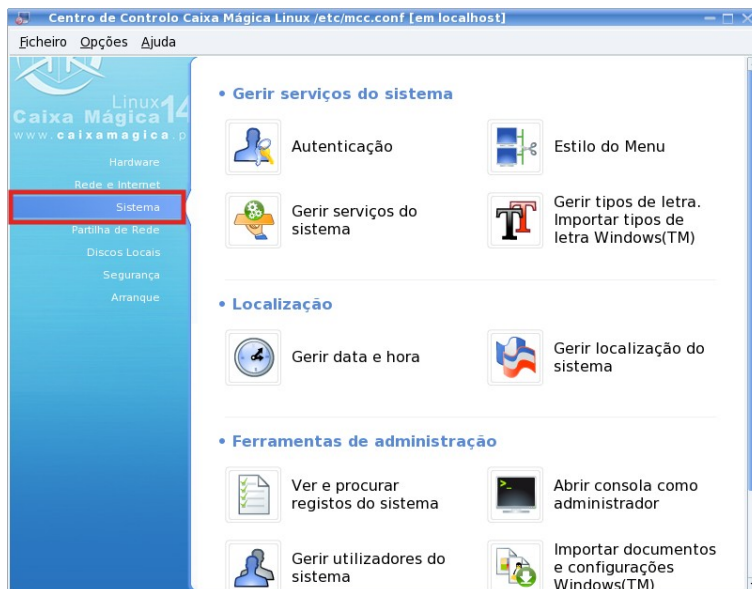 Centro de Controlo Caixa Mágica Linux /etc/mcc.conf [em localhost]
Ficheiro Opções Ajuda
Linux 14
Caixa Mágica
www.caixamagica.p
Hardware
Rede e Internet
Sistema
Partilha de Rede
Discos Locais
Segurança
Arranque
• Gerir serviços do sistema
Autenticação
Estilo do Menu
Gerir serviços do
sistema
Gerir tipos de letra.
Importar tipos de
letra Windows(TM)
• Localização
Gerir data e hora
Gerir localização do
sistema
• Ferramentas de administração
Ver e procurar
registos do sistema
Abrir consola como
administrador
Gerir utilizadores do
sistema
Importar documentos
e configurações
Windows(TM)